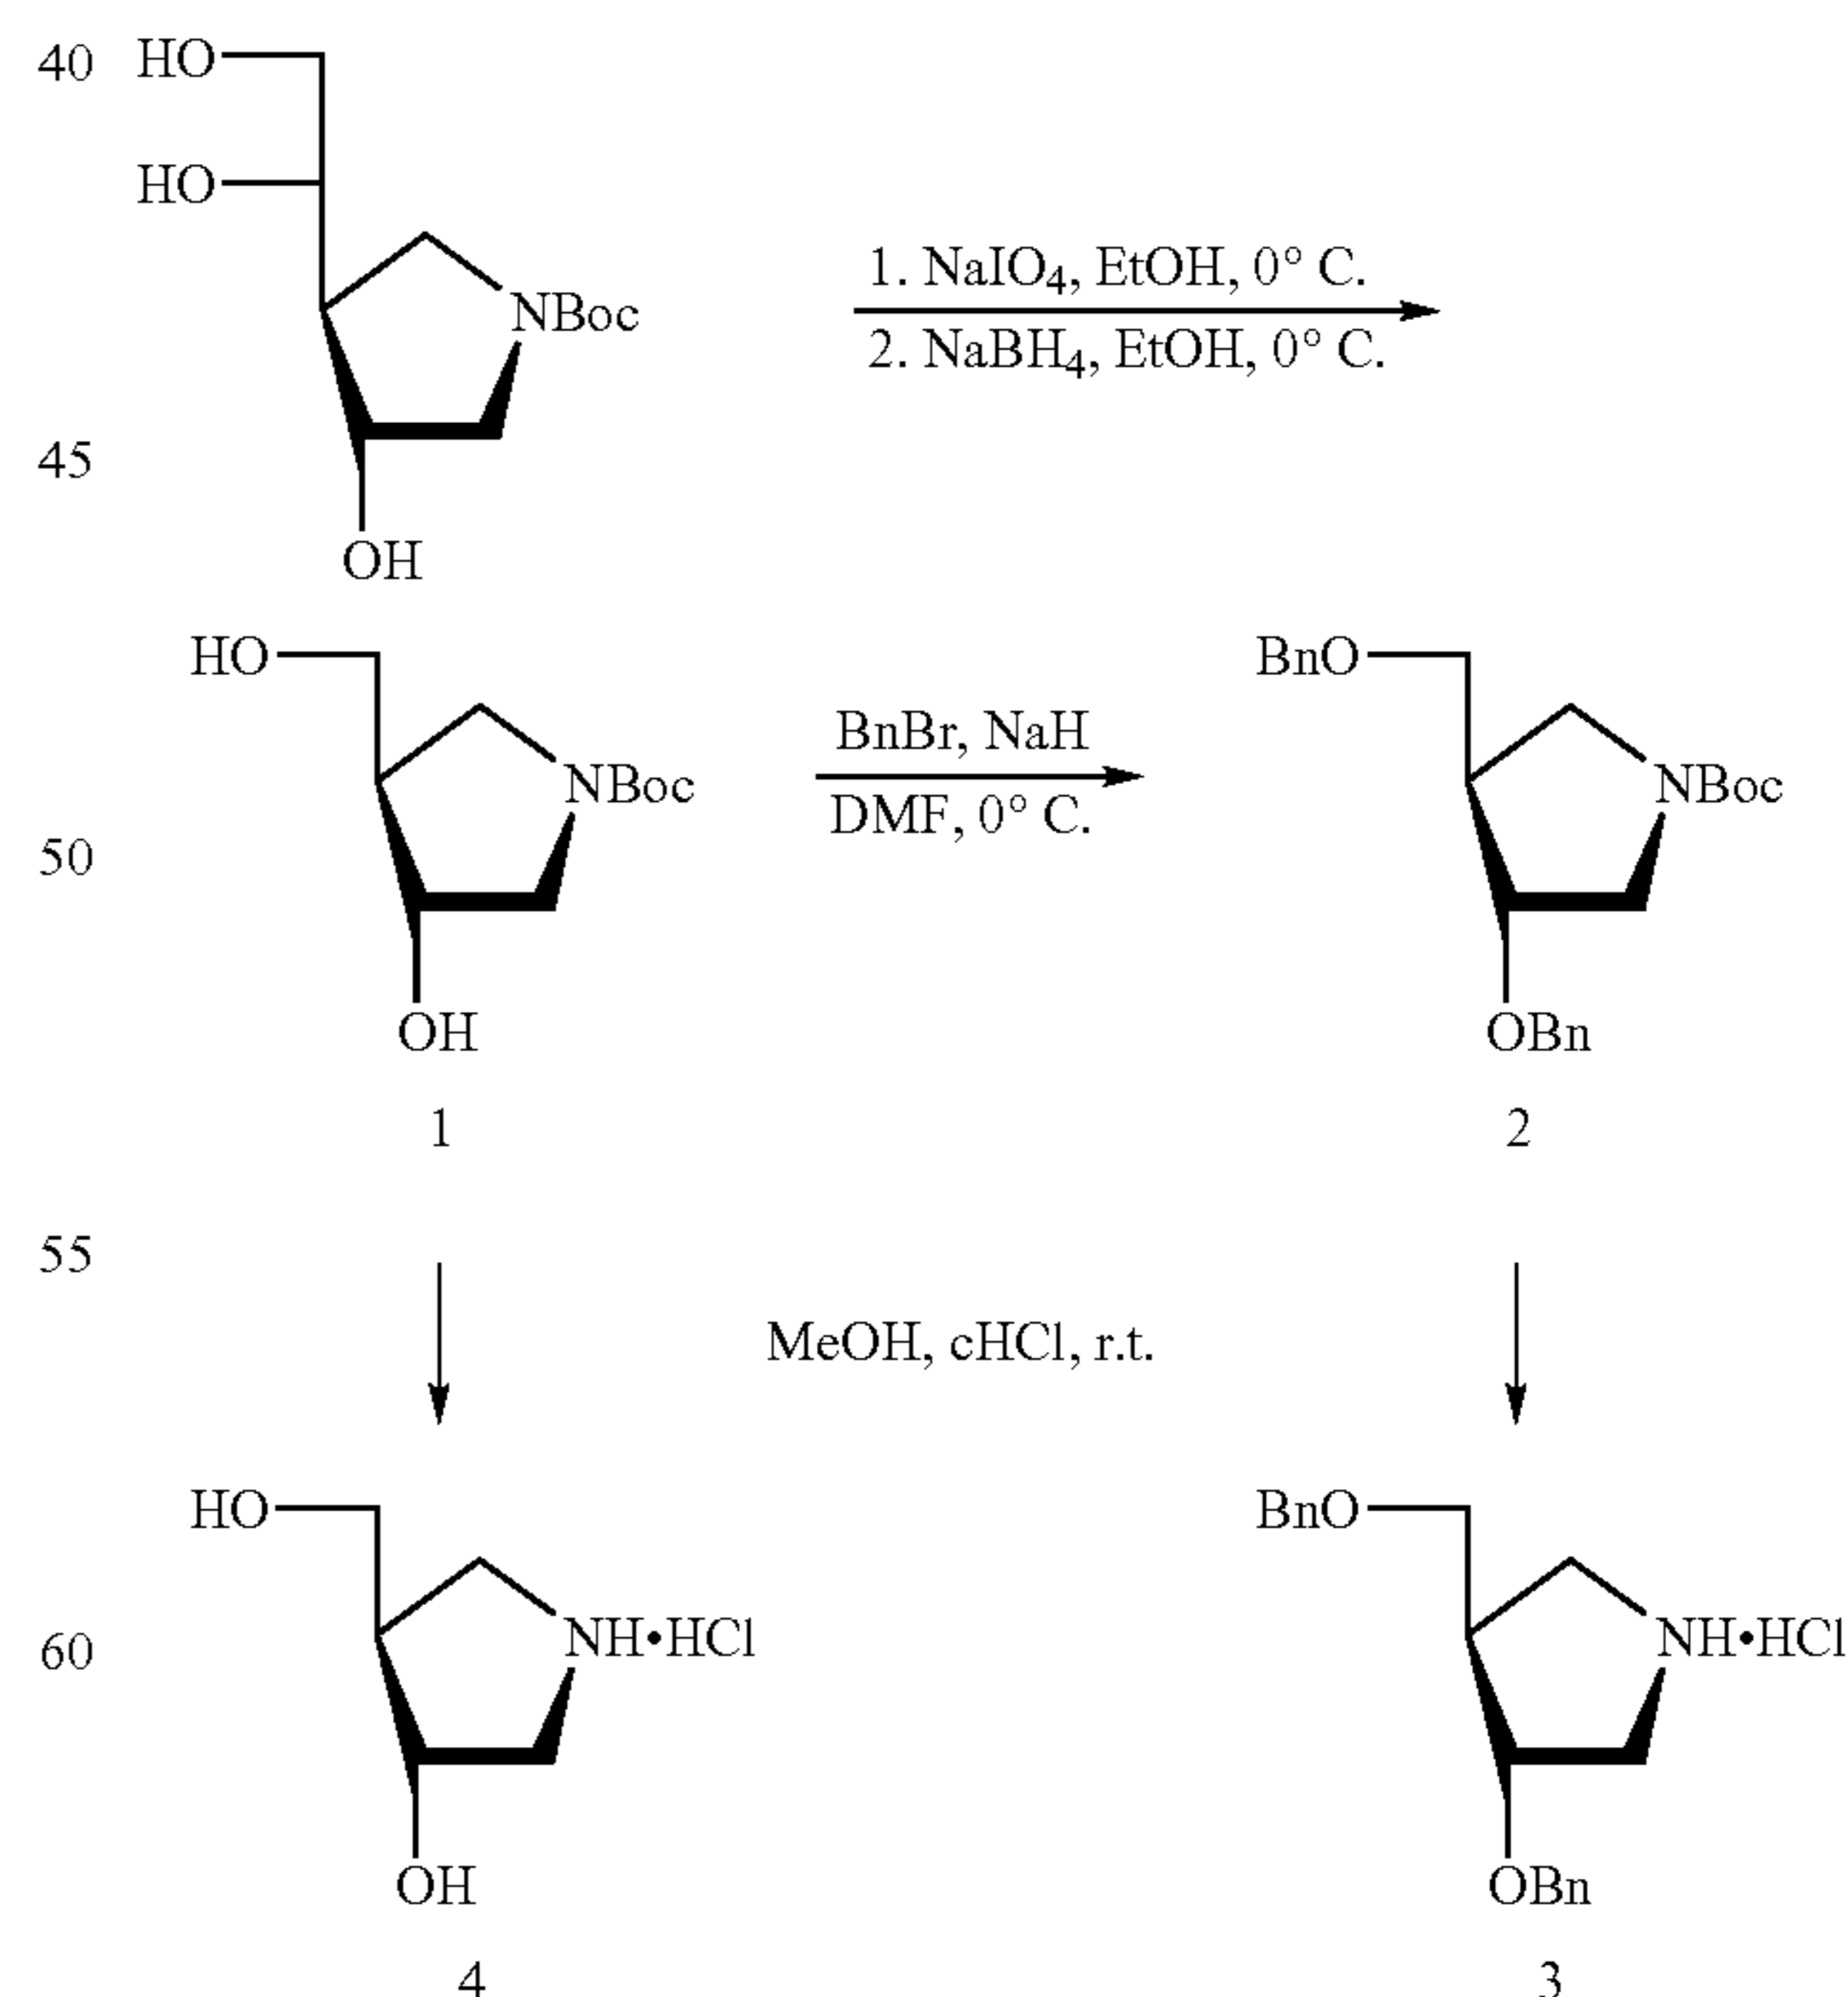 40 HO
HO
1. NaIO4, EtOH, 0° C.
NBoc
2. NaBH4, EtOH, 0° C.
45
OH
HO BnO
BnBr, NaH
NBoc NBoc
DMF, 0° C.
50
OH OBn
1 2
55
MeOH, cHCl, r.t.
HO BnO
60 NH•HCl NH•HCl
OH OBn
4 3